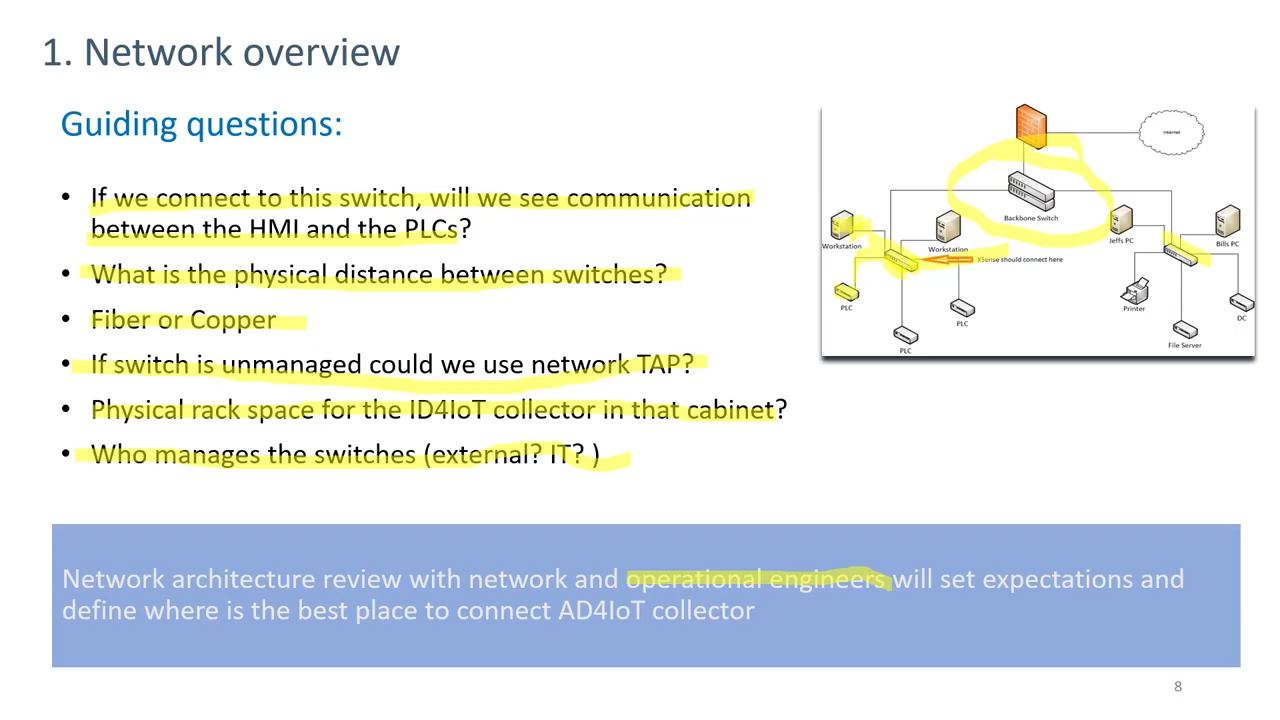 1. Network overview
Guiding questions:
• If we connect to this switch, will we see communication
between the HMI and the PLCs?
• What is the physical distance between switches?
• Fiber or Copper
• If switch is unmanaged could we use network TAP?
• Physical rack space for the ID4IoT collector in that cabinet?
• Who manages the switches (external? IT? )
Internet
Backbone Switch
Workstation
Workstation
Jeffs PC
Bills PC
XSense should connect here
PLC
PLC
PLC
Printer
DC
File Server
Network architecture review with network and operational engineers will set expectations and
define where is the best place to connect AD4IoT collector
8